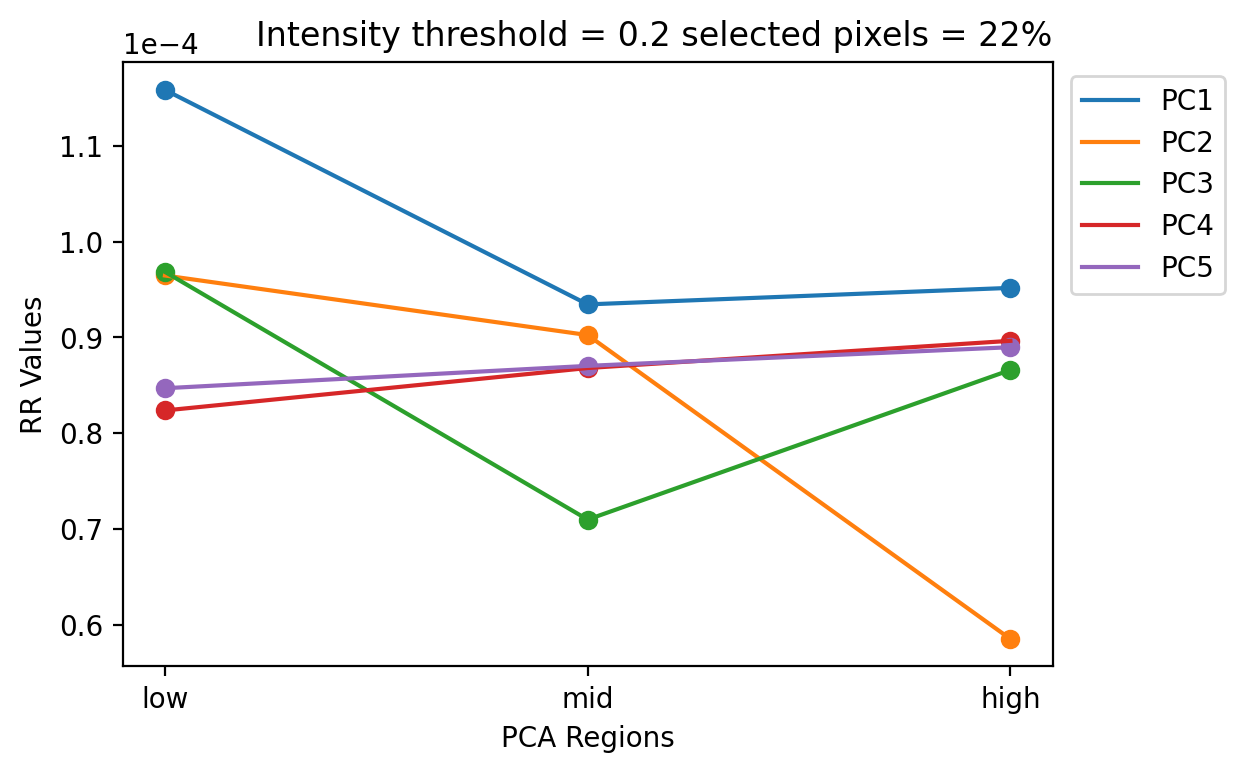 Intensity threshold = 0.2 selected pixels = 22%
1e−4
1.1
1.0
0.9
0.8
0.7
0.6
RR Values
low
mid
high
PCA Regions
PC1
PC2
PC3
PC4
PC5